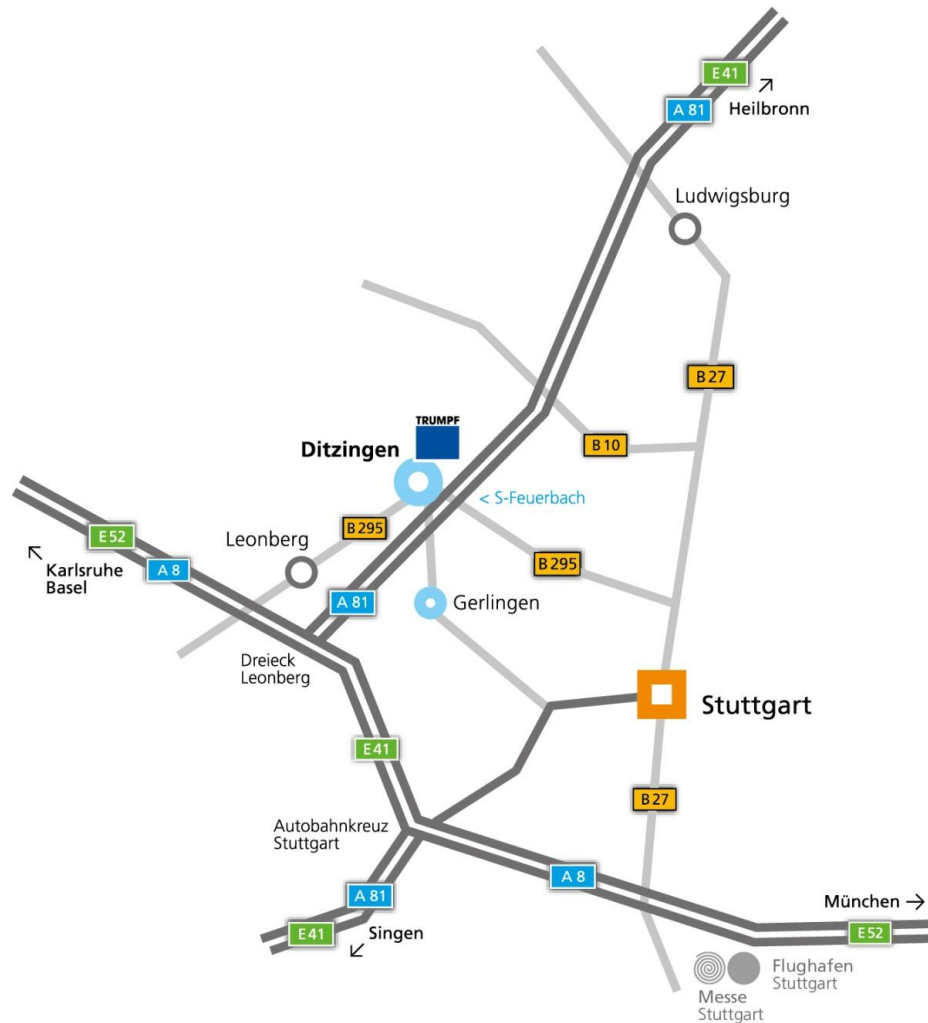 E41
A 81
Heilbronn
Ludwigsburg
B 27
TRUMPF
Ditzingen
B 10
< S-Feuerbach
E52
B 295
Leonberg
Karlsruhe
Basel
A 8
B 295
A 81
Gerlingen
Dreieck
Leonberg
Stuttgart
E41
B 27
Autobahnkreuz
Stuttgart
A 8
A 81
München
E41
Singen
E52
Flughafen
Stuttgart
Messe
Stuttgart